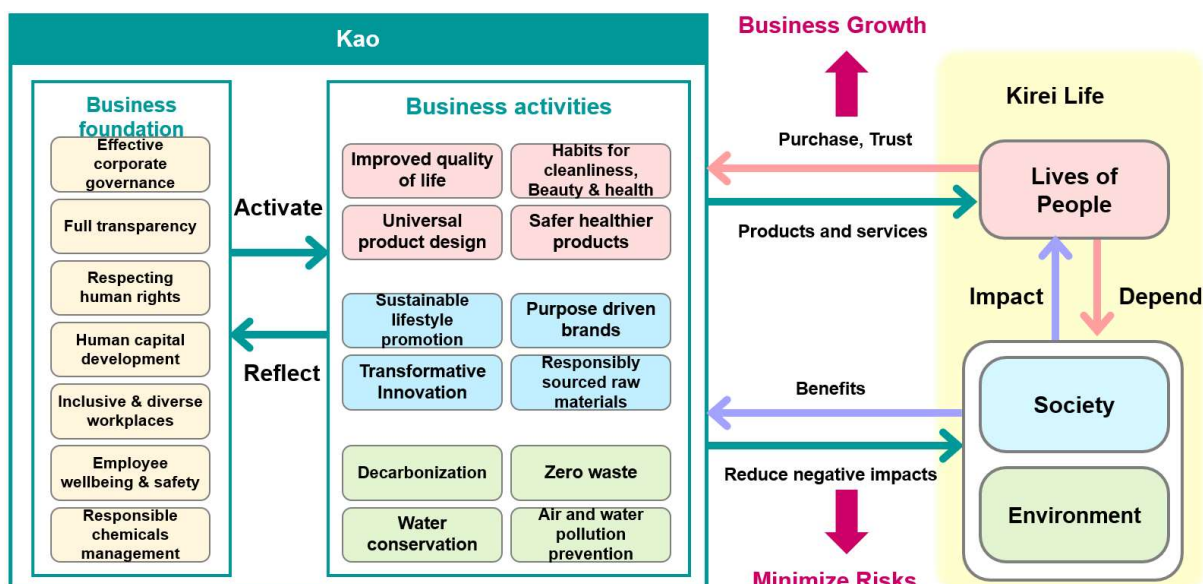 Kao
Business
foundation
Effective
corporate
governance
Full transparency
Respecting
human rights
Human capital
development
Inclusive & diverse
workplaces
Employee
wellbeing & safety
Responsible
chemicals
management
Activate
Reflect
Business activities
Improved quality
of life
Habits for
cleanliness,
Beauty & health
Universal
product design
Safer healthier
products
Sustainable
lifestyle
promotion
Purpose driven
brands
Transformative
Innovation
Responsibly
sourced raw
materials
Decarbonization
Zero waste
Water
conservation
Air and water
pollution
prevention
Business Growth
Purchase, Trust
Products and services
Benefits
Reduce negative impacts
Minimize Risks
Kirei Life
Lives of
People
Impact
Depend
Society
Environment